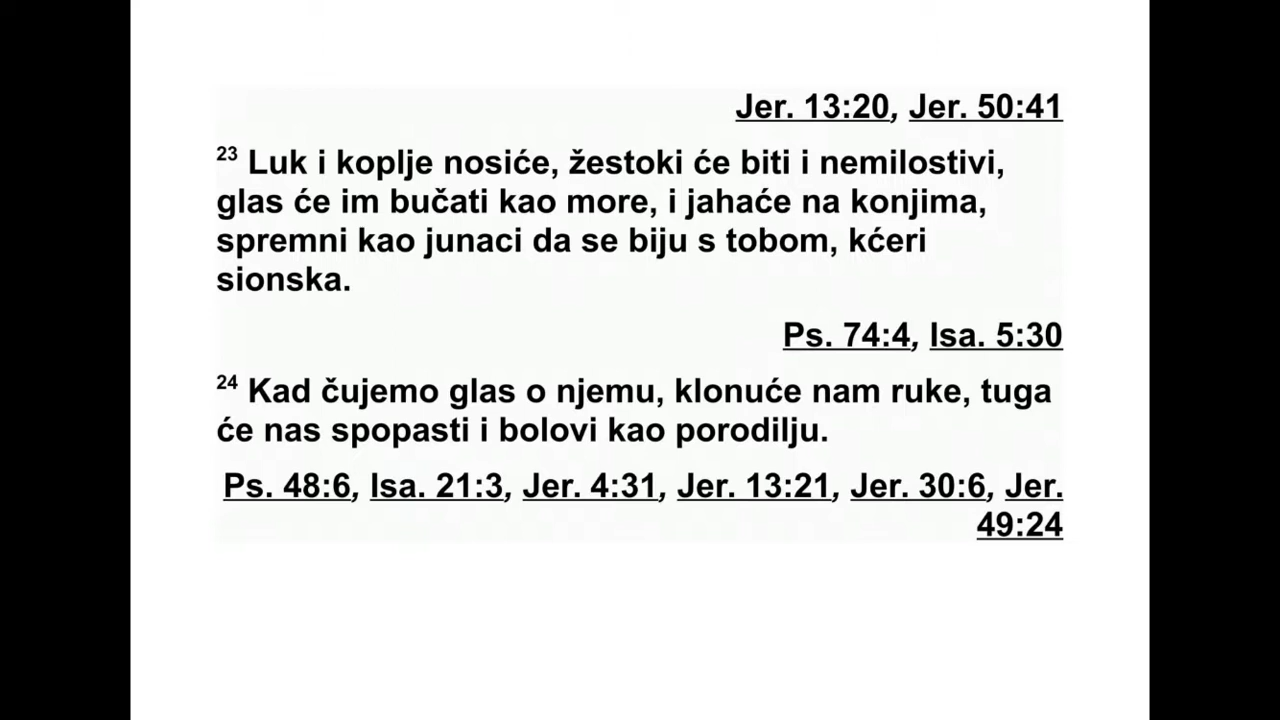 Jer. 13:20, Jer. 50:41
23 Luk i koplje nosiće, žestoki će biti i nemilostivi,
glas će im bučati kao more, i jahaće na konjima,
spremni kao junaci da se biju s tobom, kćeri
sionska.
Ps. 74:4, Isa. 5:30
24 Kad čujemo glas o njemu, klonuće nam ruke, tuga
će nas spopasti i bolovi kao porodilju.
Ps. 48:6, Isa. 21:3, Jer. 4:31, Jer. 13:21, Jer. 30:6, Jer.
49:24